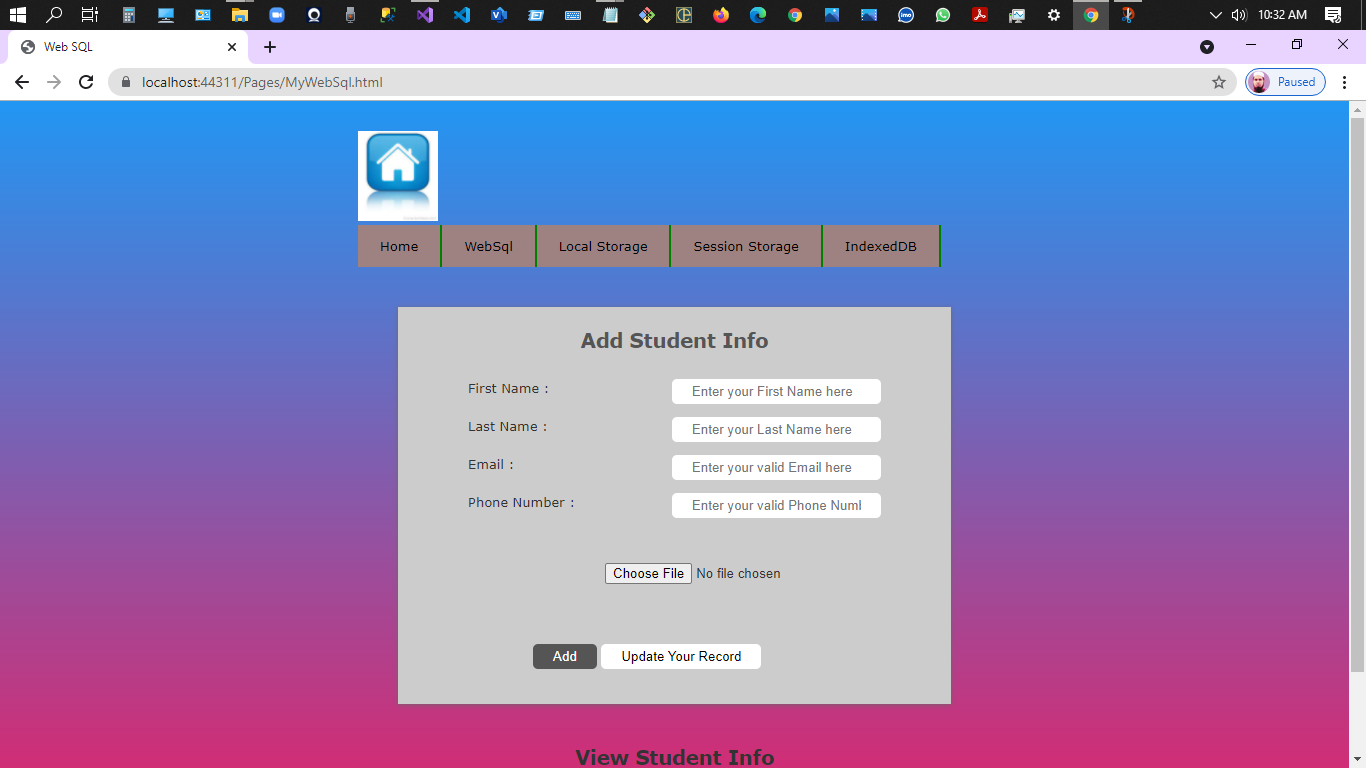 10:32 AM
Web SQL
localhost:44311/Pages/MyWebSql.html
Paused
Home WebSql Local Storage Session Storage IndexedDB
Add Student Info
First Name : Enter your First Name here
Last Name : Enter your Last Name here
Email : Enter your valid Email here
Phone Number : Enter your valid Phone Numl
Choose File No file chosen
Add Update Your Record
View Student Info